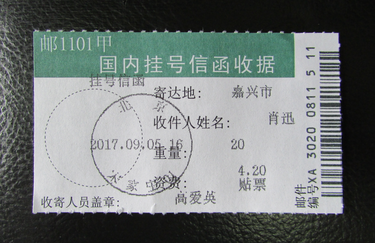 邮1101甲
国内挂号信函收据
挂号信函
寄达地: 嘉兴市
收件人姓名: 肖迅
北京
2017.09.05.16
重量: 20
4.20
资费: 贴票
收寄人员盖章: 高爱英
邮件
编号XA 3020 0811 5 11